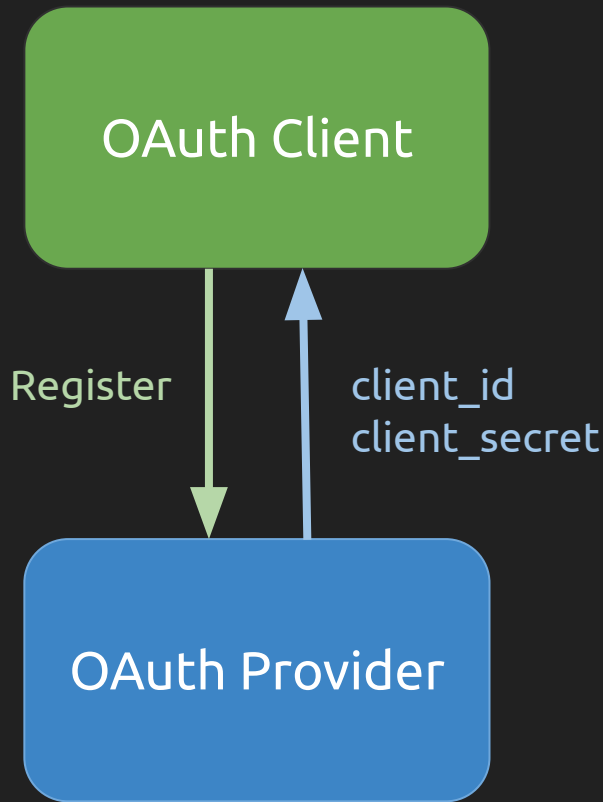 OAuth Client
Register
client_id
client_secret
OAuth Provider